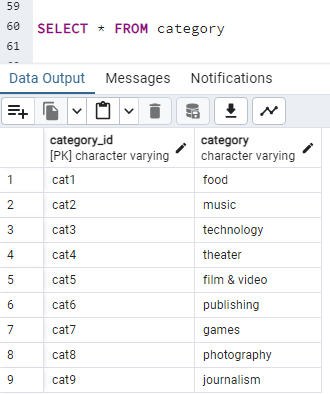 59
60 SELECT * FROM category
61
Data Output Messages Notifications
category_id category
[PK] character varying character varying
1 cat1 food
2 cat2 music
3 cat3 technology
4 cat4 theater
5 cat5 film & video
6 cat6 publishing
7 cat7 games
8 cat8 photography
9 cat9 journalism